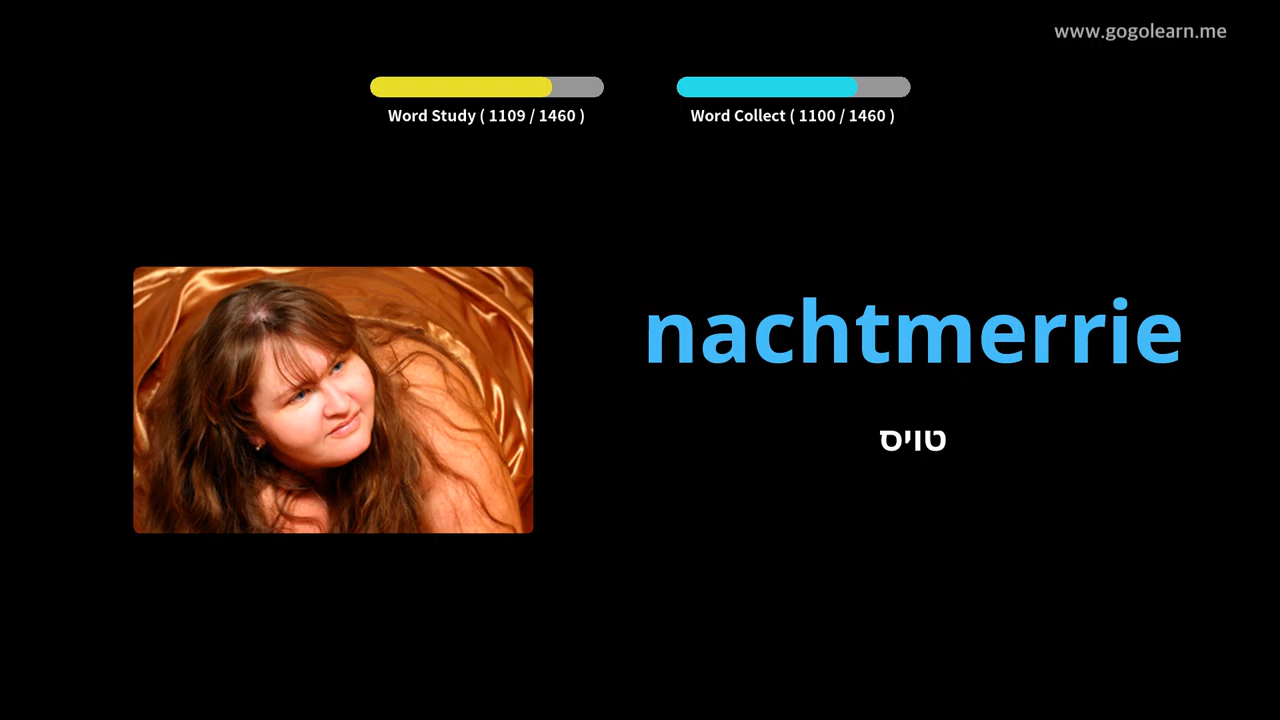 www.gogolearn.me
Word Study ( 1109 / 1460 )
Word Collect ( 1100 / 1460 )
nachtmerrie
טויס